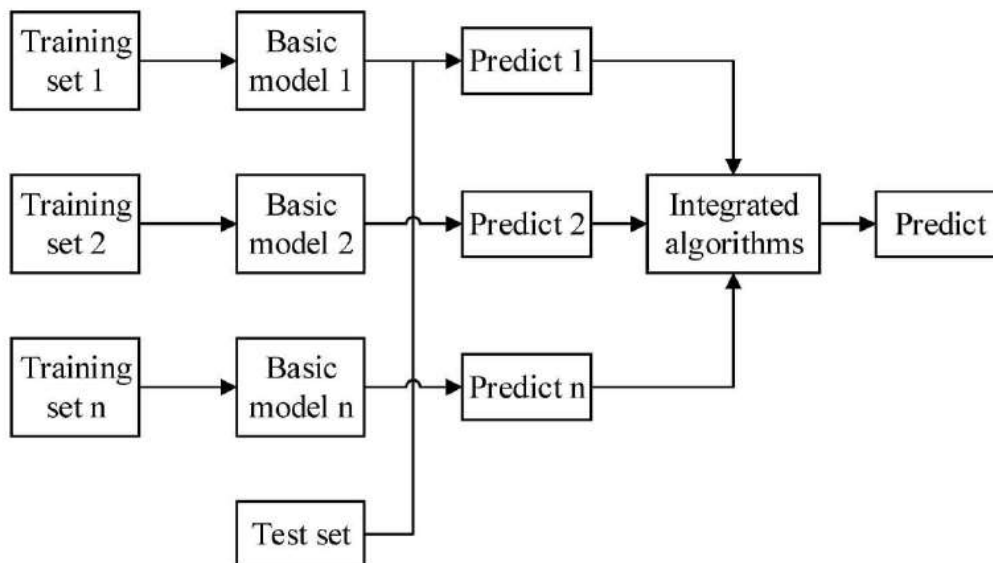 Training
set 1
Basic
model 1
Predict 1
Training
set 2
Basic
model 2
Predict 2
Integrated
algorithms
Predict
Training
set n
Basic
model n
Predict n
Test set